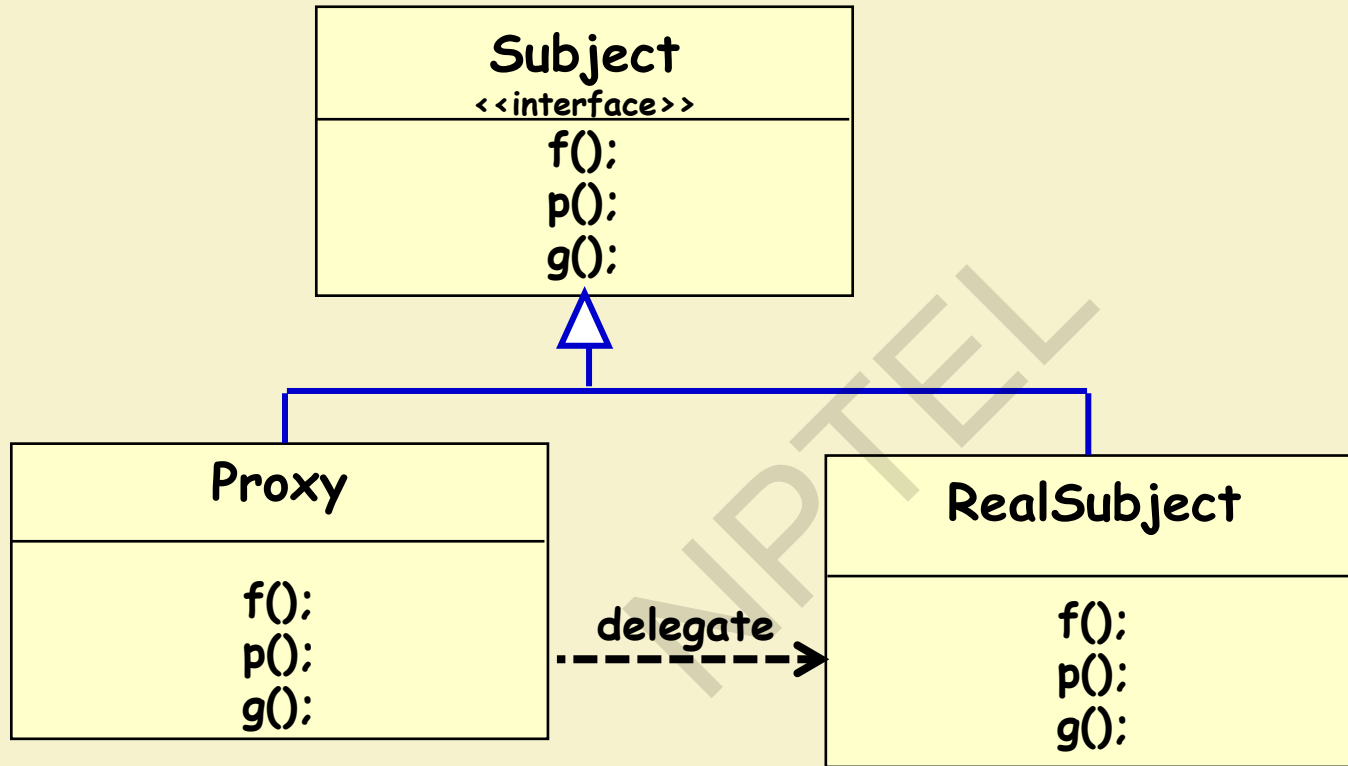 Subject
<<interface>>
f();
p();
g();
Proxy
f();
p();
g();
delegate
RealSubject
f();
p();
g();
NPTEL